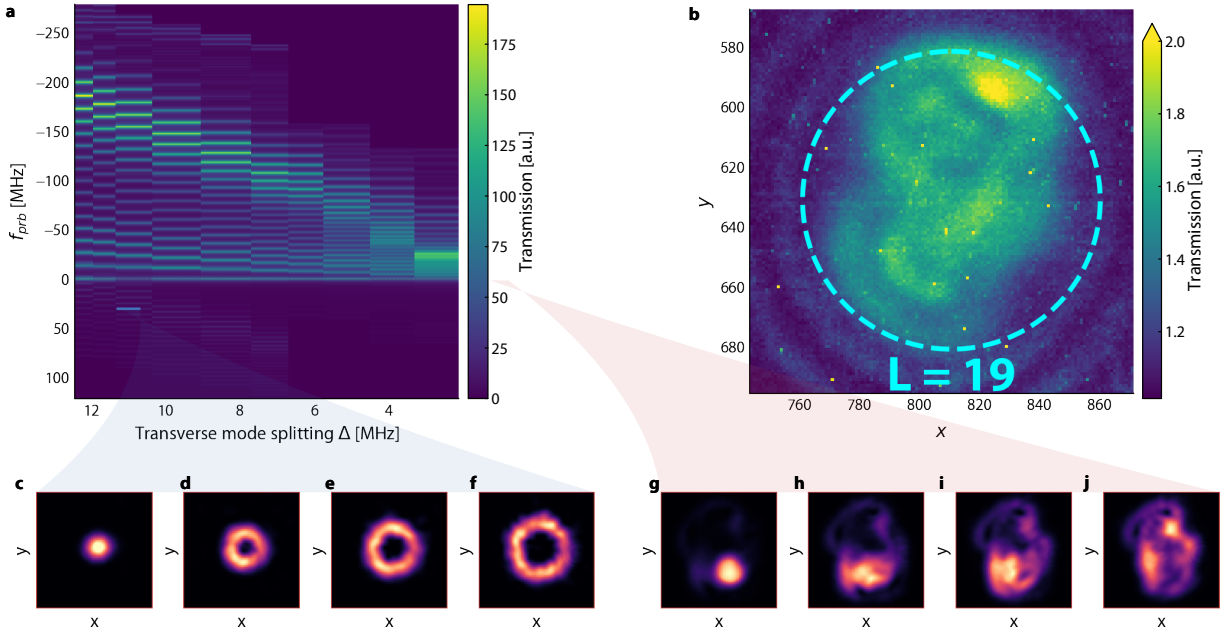 a
−250
−200
−150
−100
−50
0
50
100
f_prb [MHz]
12 10 8 6 4
Transverse mode splitting Δ [MHz]
175
150
125
100
75
50
25
0
Transmission [a.u.]
b
580
600
620
640
660
680
y
L = 19
760 780 800 820 840 860
x
2.0
1.8
1.6
1.4
1.2
Transmission [a.u.]
c d e f g h i j
y y y y y y y y
x x x x x x x x